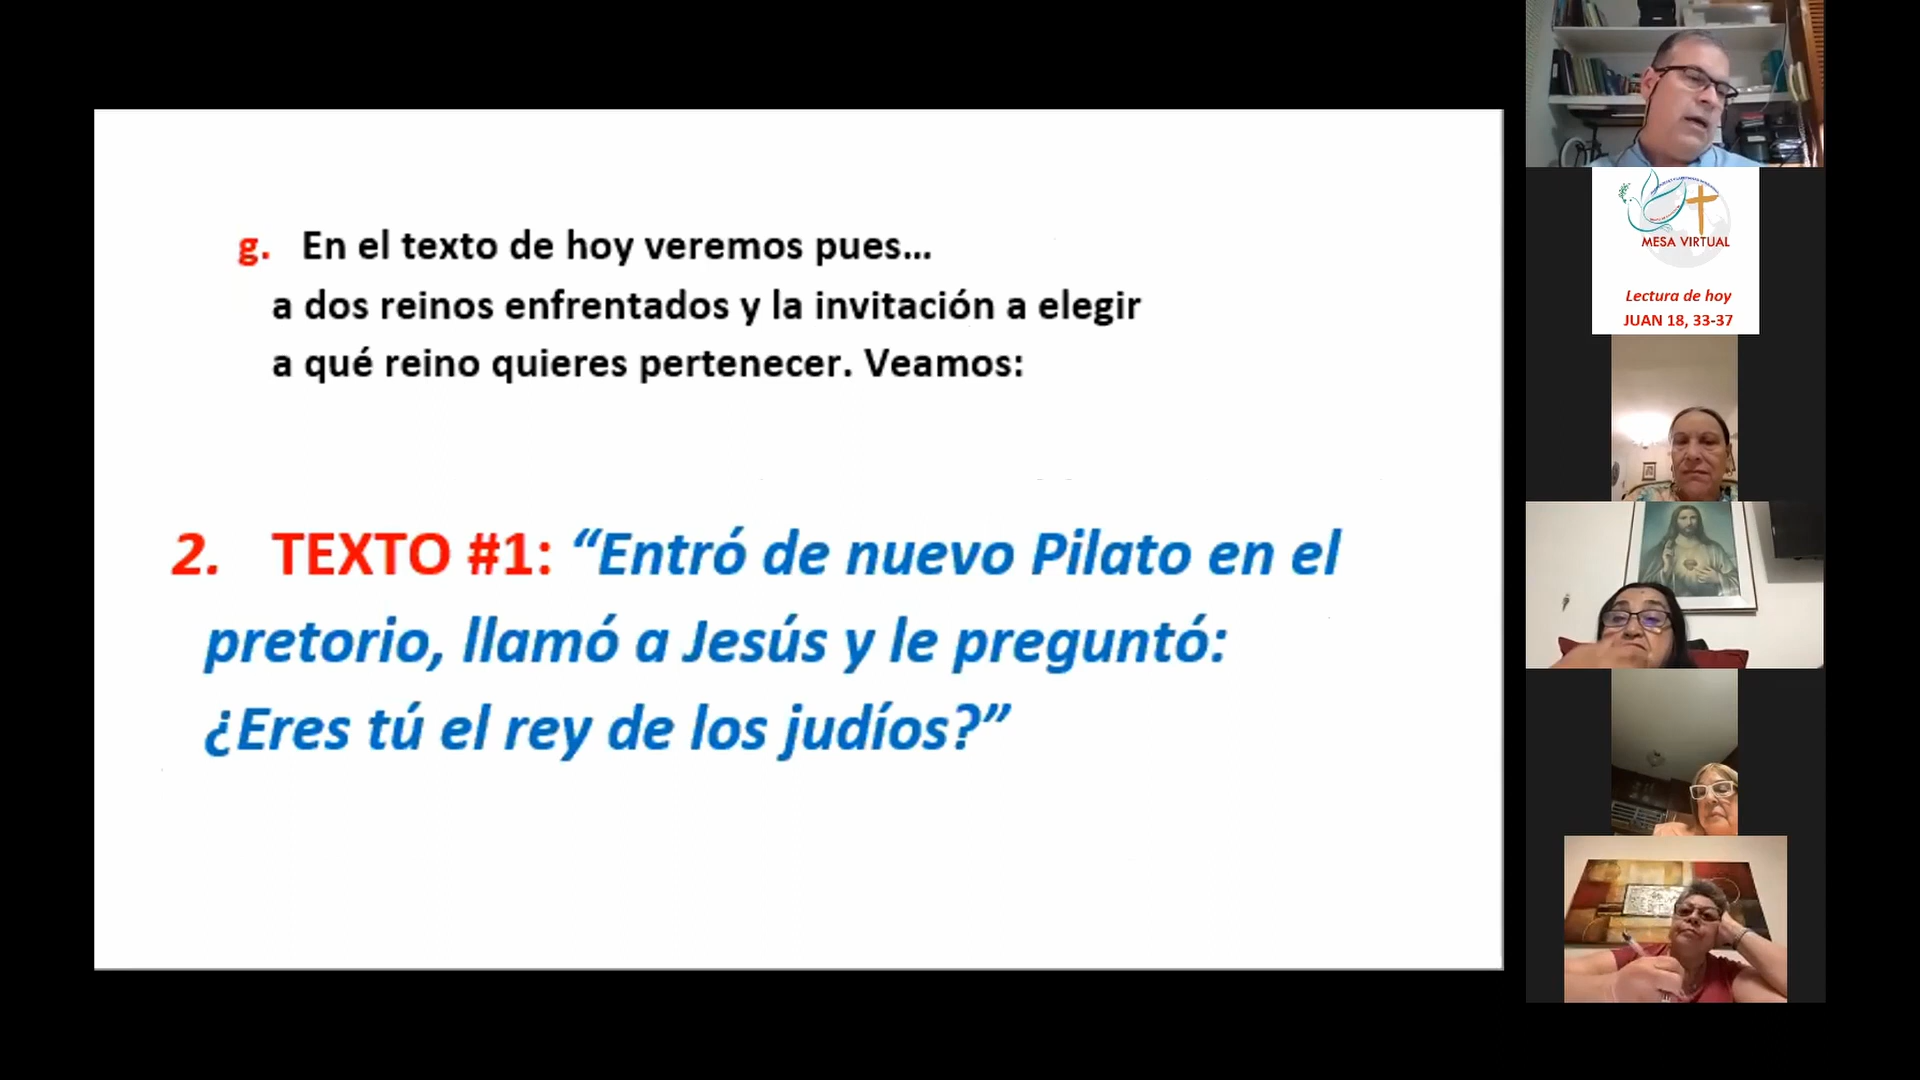 g. En el texto de hoy veremos pues...
a dos reinos enfrentados y la invitación a elegir
a qué reino quieres pertenecer. Veamos:
2. TEXTO #1: “Entró de nuevo Pilato en el
pretorio, llamó a Jesús y le preguntó:
¿Eres tú el rey de los judíos?”
MESA VIRTUAL
Lectura de hoy
JUAN 18, 33-37